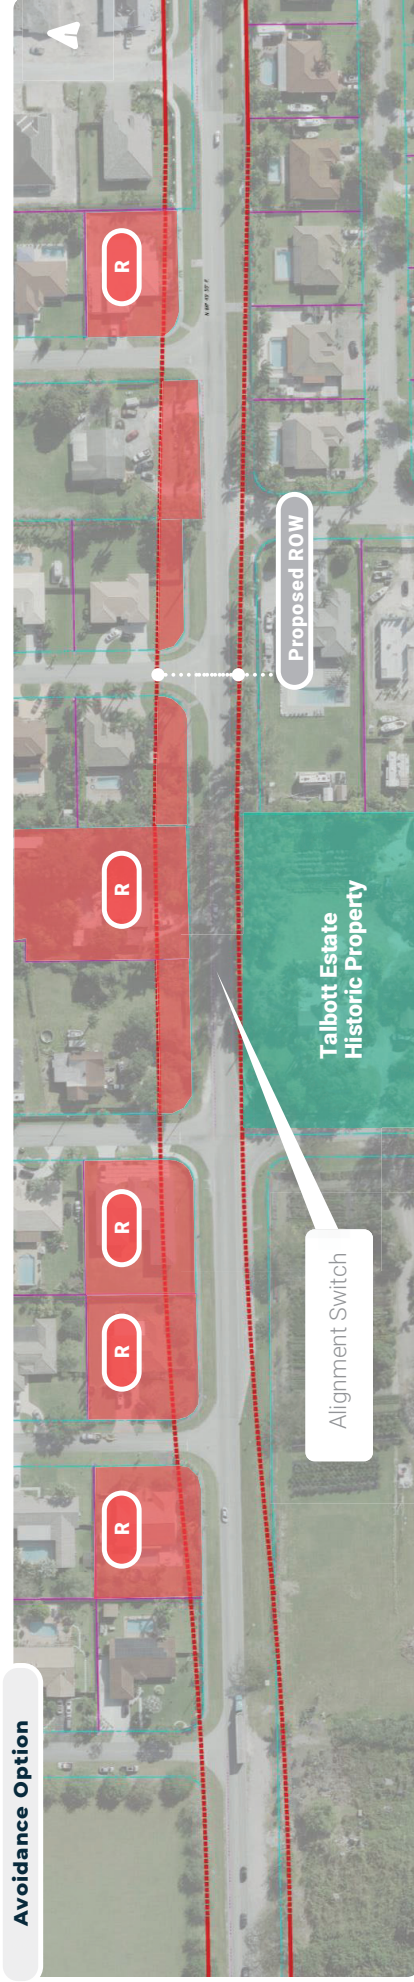 Avoidance Option
R
R
R
Alignment Switch
R
Talbott Estate
Historic Property
Proposed ROW
R